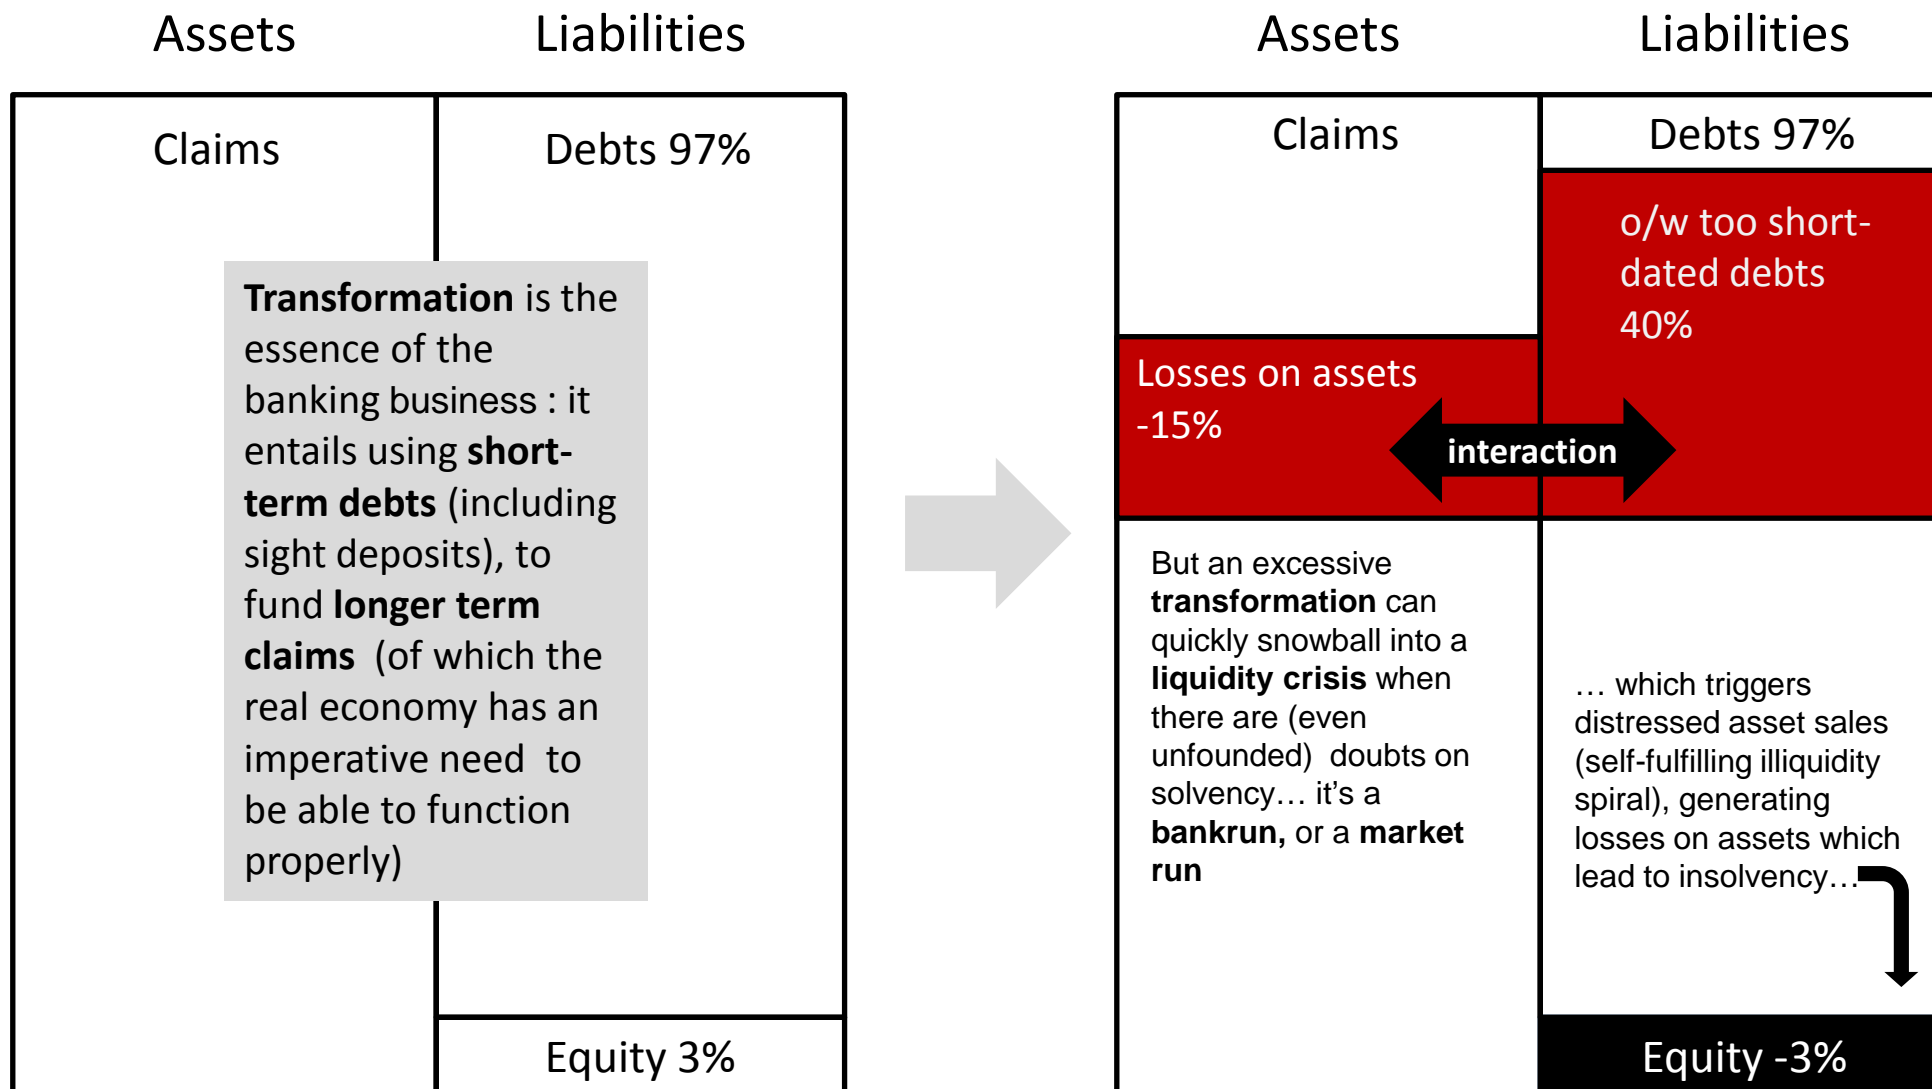 Assets
Liabilities
Claims
Debts 97%
Transformation is the
essence of the
banking business : it
entails using short-
term debts (including
sight deposits), to
fund longer term
claims (of which the
real economy has an
imperative need to
be able to function
properly)
Equity 3%
Assets
Liabilities
Claims
Debts 97%
o/w too short-
dated debts
40%
Losses on assets
-15%
interaction
But an excessive
transformation can
quickly snowball into a
liquidity crisis when
there are (even
unfounded) doubts on
solvency… it’s a
bankrun, or a market
run
… which triggers
distressed asset sales
(self-fulfilling illiquidity
spiral), generating
losses on assets which
lead to insolvency…
Equity -3%